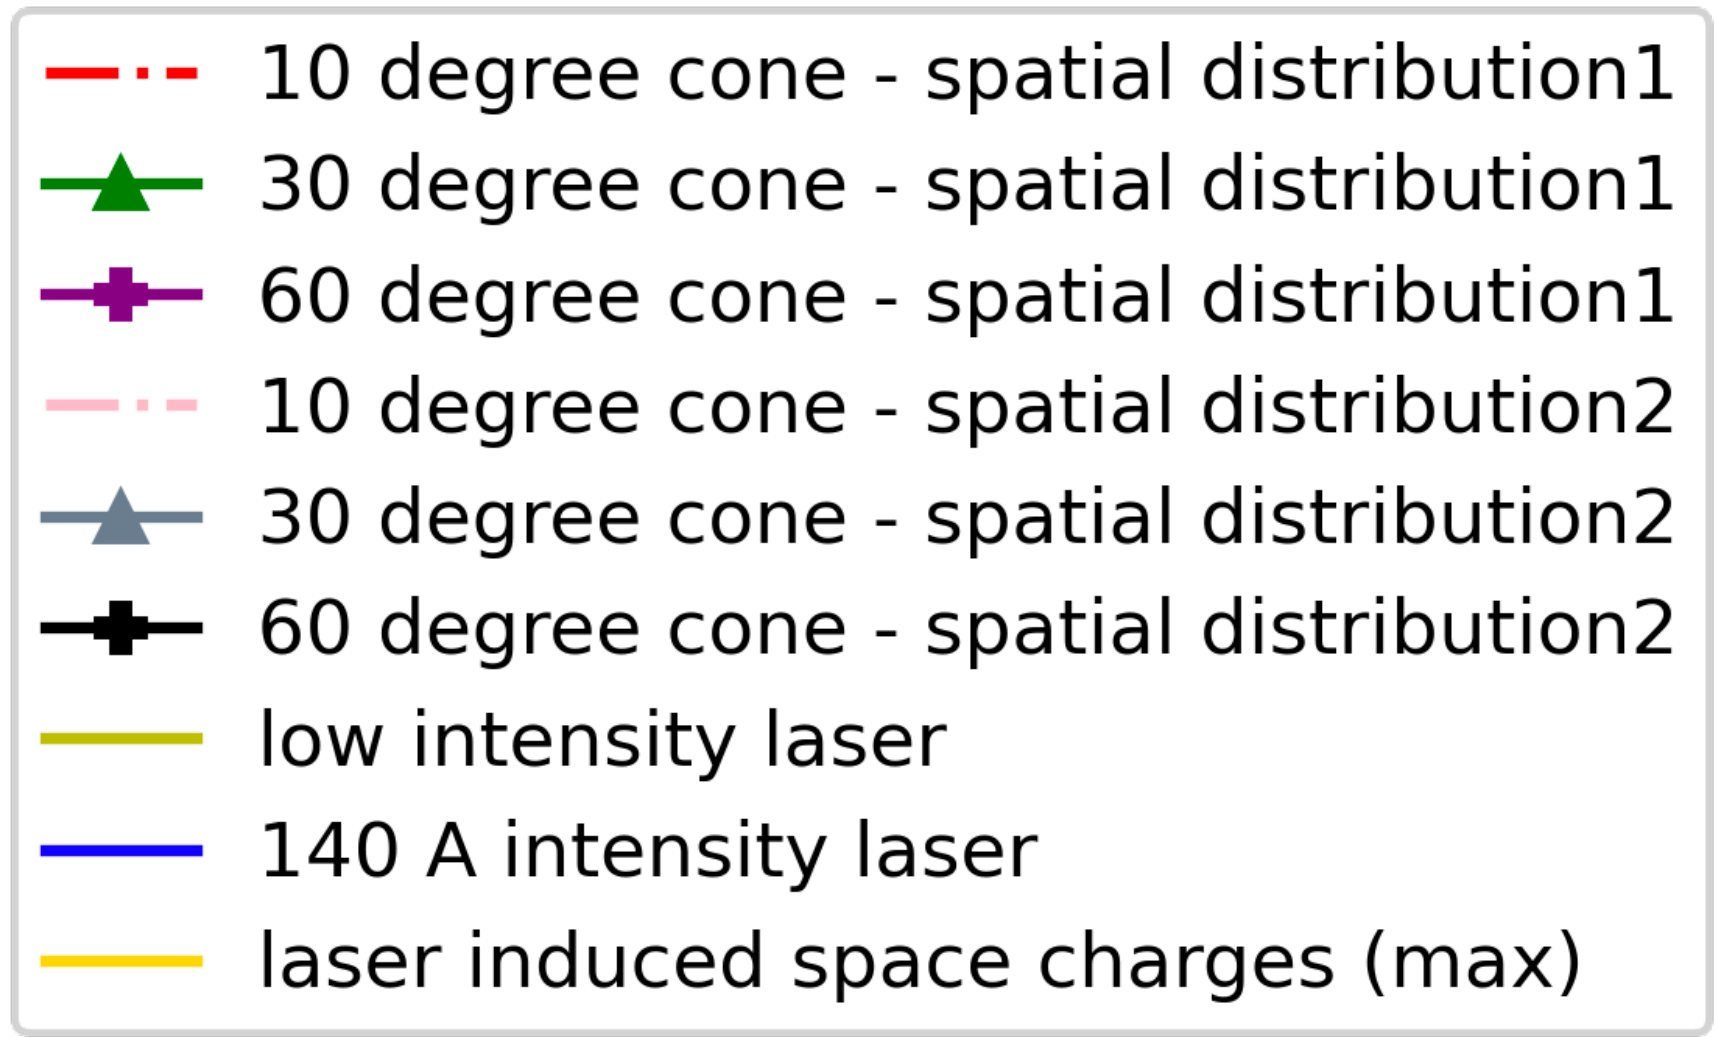 10 degree cone - spatial distribution1
30 degree cone - spatial distribution1
60 degree cone - spatial distribution1
10 degree cone - spatial distribution2
30 degree cone - spatial distribution2
60 degree cone - spatial distribution2
low intensity laser
140 A intensity laser
laser induced space charges (max)